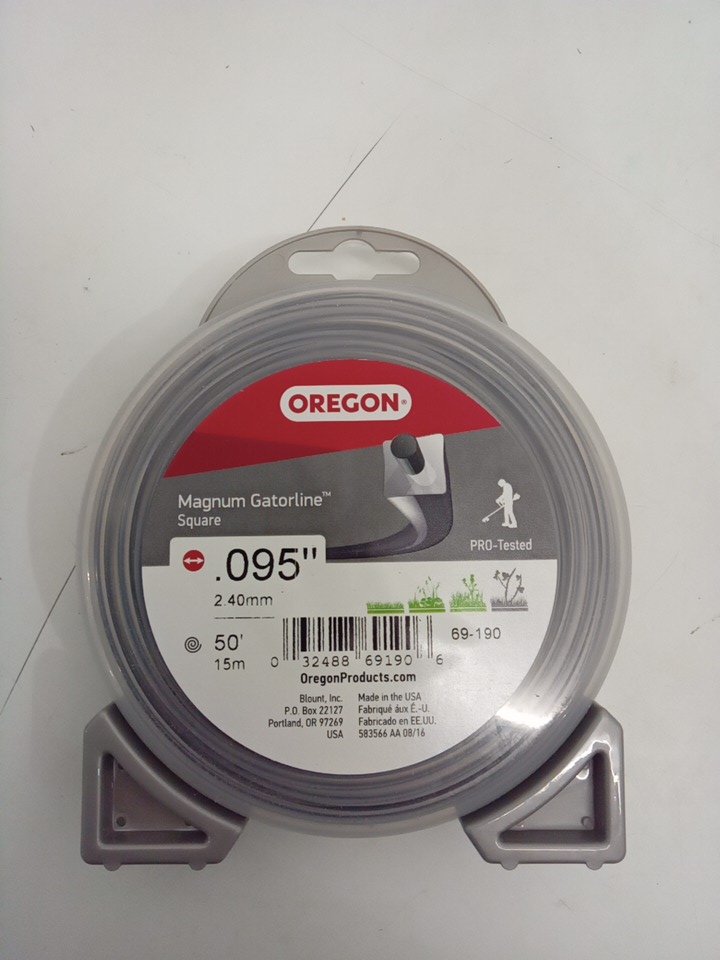 OREGON®
Magnum Gatorline™
Square
PRO-Tested
.095"
2.40mm
50'
15m
0 32488 69190 6
69-190
OregonProducts.com
Blount, Inc.
P.O. Box 22127
Portland, OR 97269
USA
Made in the USA
Fabriqué áux É.-U.
Fabricado en EE.UU.
583566 AA 08/16